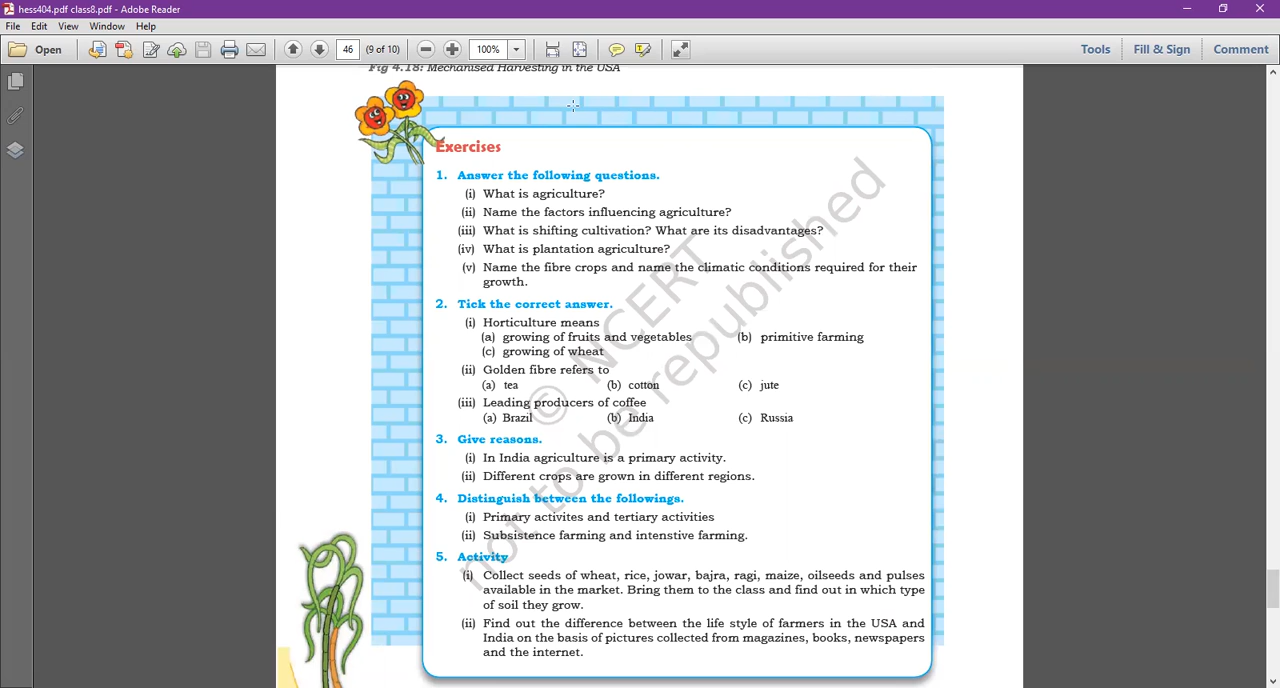 hess404.pdf class8.pdf - Adobe Reader
File Edit View Window Help
Open 46 (9 of 10) 100% Tools Fill & Sign Comment
Fig 4.18: Mechanised Harvesting in the USA
Exercises
1. Answer the following questions.
(i) What is agriculture?
(ii) Name the factors influencing agriculture?
(iii) What is shifting cultivation? What are its disadvantages?
(iv) What is plantation agriculture?
(v) Name the fibre crops and name the climatic conditions required for their
growth.
2. Tick the correct answer.
(i) Horticulture means
(a) growing of fruits and vegetables (b) primitive farming
(c) growing of wheat
(ii) Golden fibre refers to
(a) tea (b) cotton (c) jute
(iii) Leading producers of coffee
(a) Brazil (b) India (c) Russia
3. Give reasons.
(i) In India agriculture is a primary activity.
(ii) Different crops are grown in different regions.
4. Distinguish between the followings.
(i) Primary activites and tertiary activities
(ii) Subsistence farming and intenstive farming.
5. Activity
(i) Collect seeds of wheat, rice, jowar, bajra, ragi, maize, oilseeds and pulses
available in the market. Bring them to the class and find out in which type
of soil they grow.
(ii) Find out the difference between the life style of farmers in the USA and
India on the basis of pictures collected from magazines, books, newspapers
and the internet.
© NCERT
not to be republished